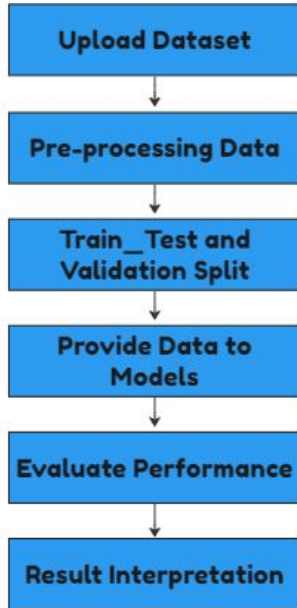 Upload Dataset
Pre-processing Data
Train_Test and
Validation Split
Provide Data to
Models
Evaluate Performance
Result Interpretation